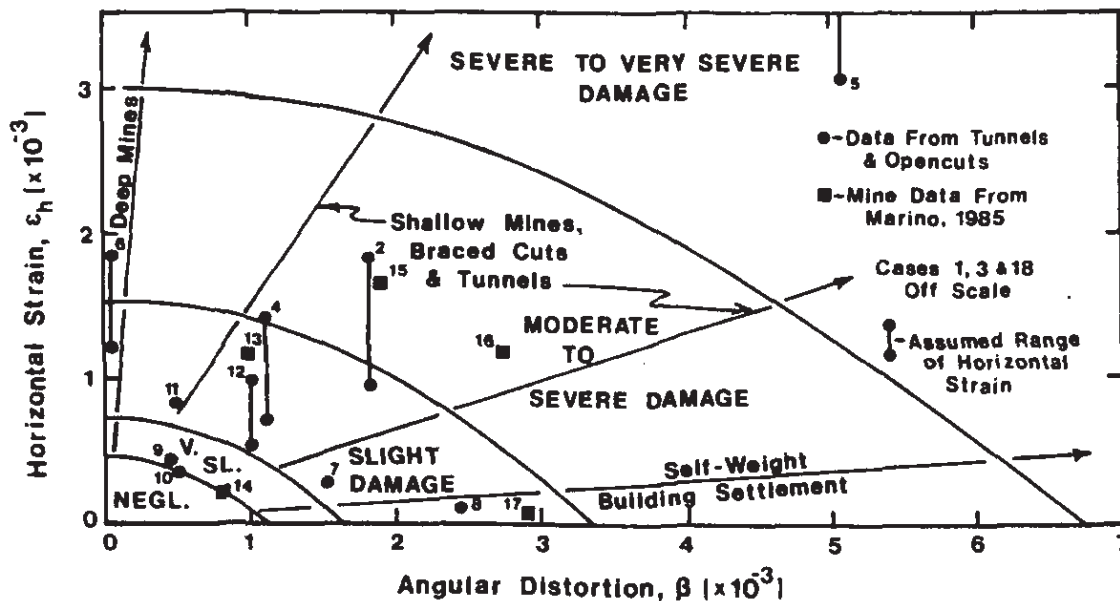 SEVERE TO VERY SEVERE
DAMAGE
5
3
Deep Mines
●-Data From Tunnels
& Opencuts
■-Mine Data From
Marino, 1985
Horizontal Strain, εh (×10⁻³)
2
6
Shallow Mines,
Braced Cuts
& Tunnels
2
15
Cases 1, 3 & 18
Off Scale
4
13
16
MODERATE
TO
Assumed Range
of Horizontal
Strain
1
12
11
SEVERE DAMAGE
9
V.
SL.
10
14
7
SLIGHT
DAMAGE
Self-Weight
Building Settlement
NEGL.
8
17
0
0 1 2 3 4 5 6 7
Angular Distortion, β (×10⁻³)